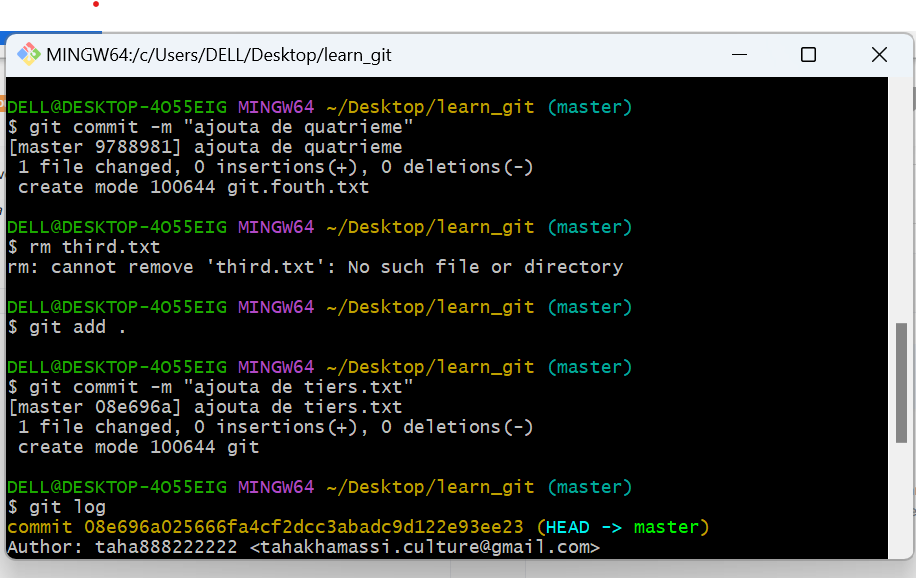 MINGW64:/c/Users/DELL/Desktop/learn_git
DELL@DESKTOP-4O55EIG MINGW64 ~/Desktop/learn_git (master)
$ git commit -m "ajouta de quatrieme"
[master 9788981] ajouta de quatrieme
 1 file changed, 0 insertions(+), 0 deletions(-)
 create mode 100644 git.fouth.txt
DELL@DESKTOP-4O55EIG MINGW64 ~/Desktop/learn_git (master)
$ rm third.txt
rm: cannot remove 'third.txt': No such file or directory
DELL@DESKTOP-4O55EIG MINGW64 ~/Desktop/learn_git (master)
$ git add .
DELL@DESKTOP-4O55EIG MINGW64 ~/Desktop/learn_git (master)
$ git commit -m "ajouta de tiers.txt"
[master 08e696a] ajouta de tiers.txt
 1 file changed, 0 insertions(+), 0 deletions(-)
 create mode 100644 git
DELL@DESKTOP-4O55EIG MINGW64 ~/Desktop/learn_git (master)
$ git log
commit 08e696a025666fa4cf2dcc3abadc9d122e93ee23 (HEAD -> master)
Author: taha888222222 <tahakhamassi.culture@gmail.com>